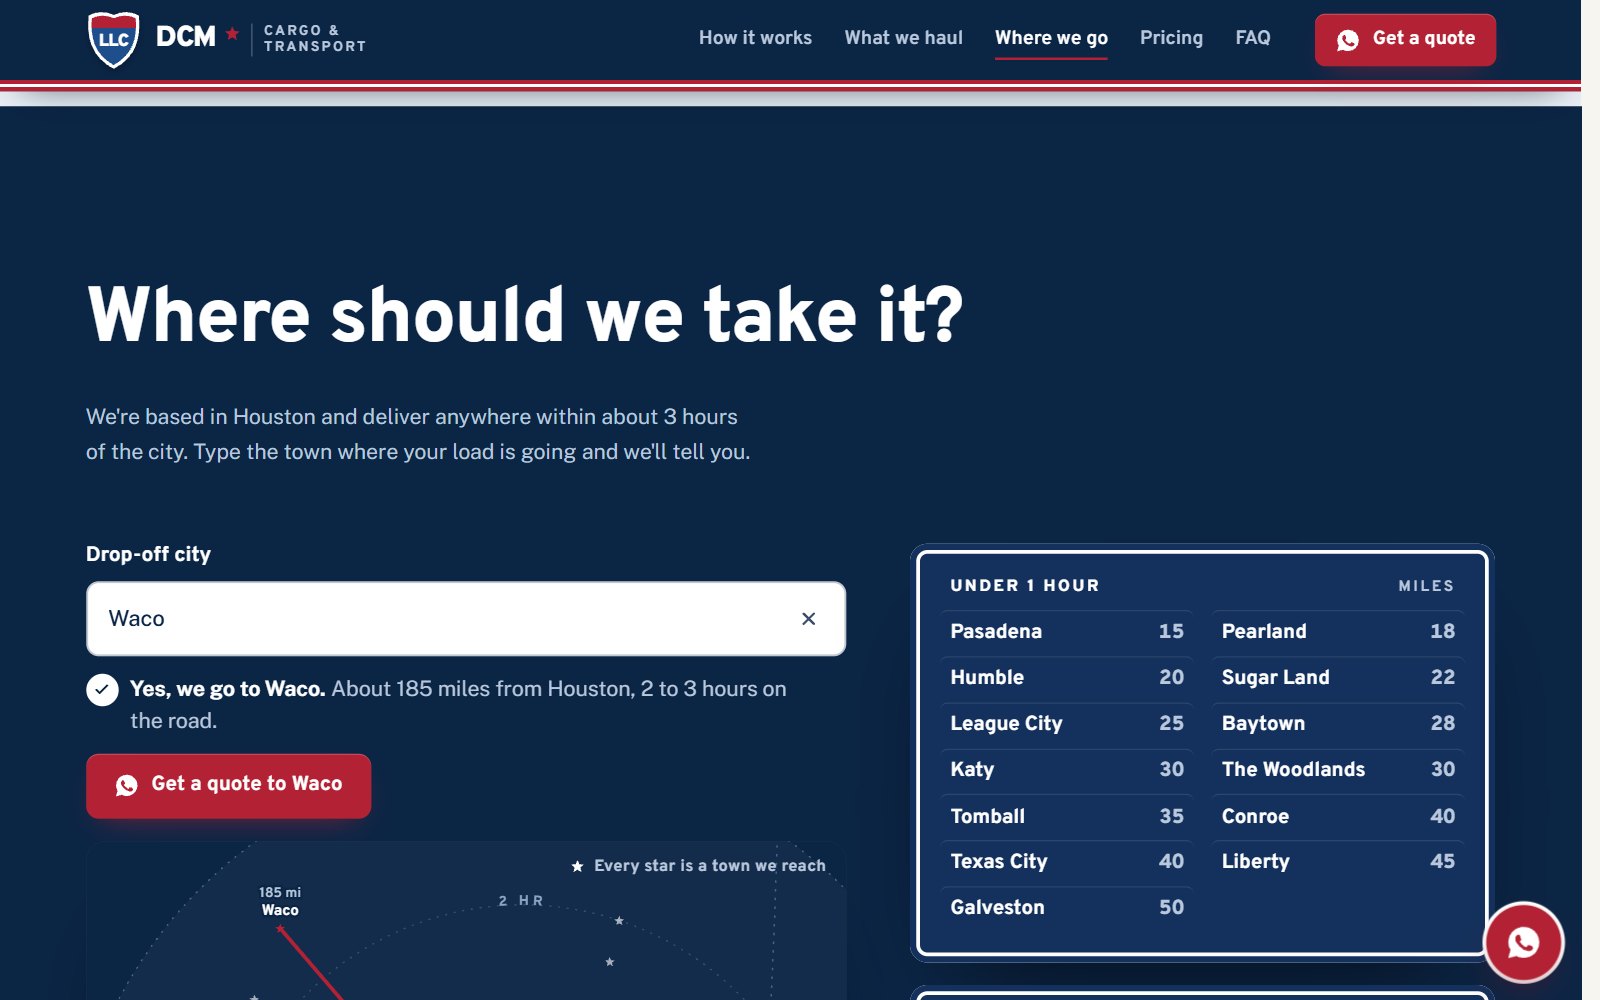 LLC
DCM
CARGO &
TRANSPORT
How it works
What we haul
Where we go
Pricing
FAQ
Get a quote
Where should we take it?
We're based in Houston and deliver anywhere within about 3 hours
of the city. Type the town where your load is going and we'll tell you.
Drop-off city
Waco
Yes, we go to Waco. About 185 miles from Houston, 2 to 3 hours on
the road.
Get a quote to Waco
Every star is a town we reach
185 mi
Waco
2 HR
UNDER 1 HOUR MILES
Pasadena 15 Pearland 18
Humble 20 Sugar Land 22
League City 25 Baytown 28
Katy 30 The Woodlands 30
Tomball 35 Conroe 40
Texas City 40 Liberty 45
Galveston 50